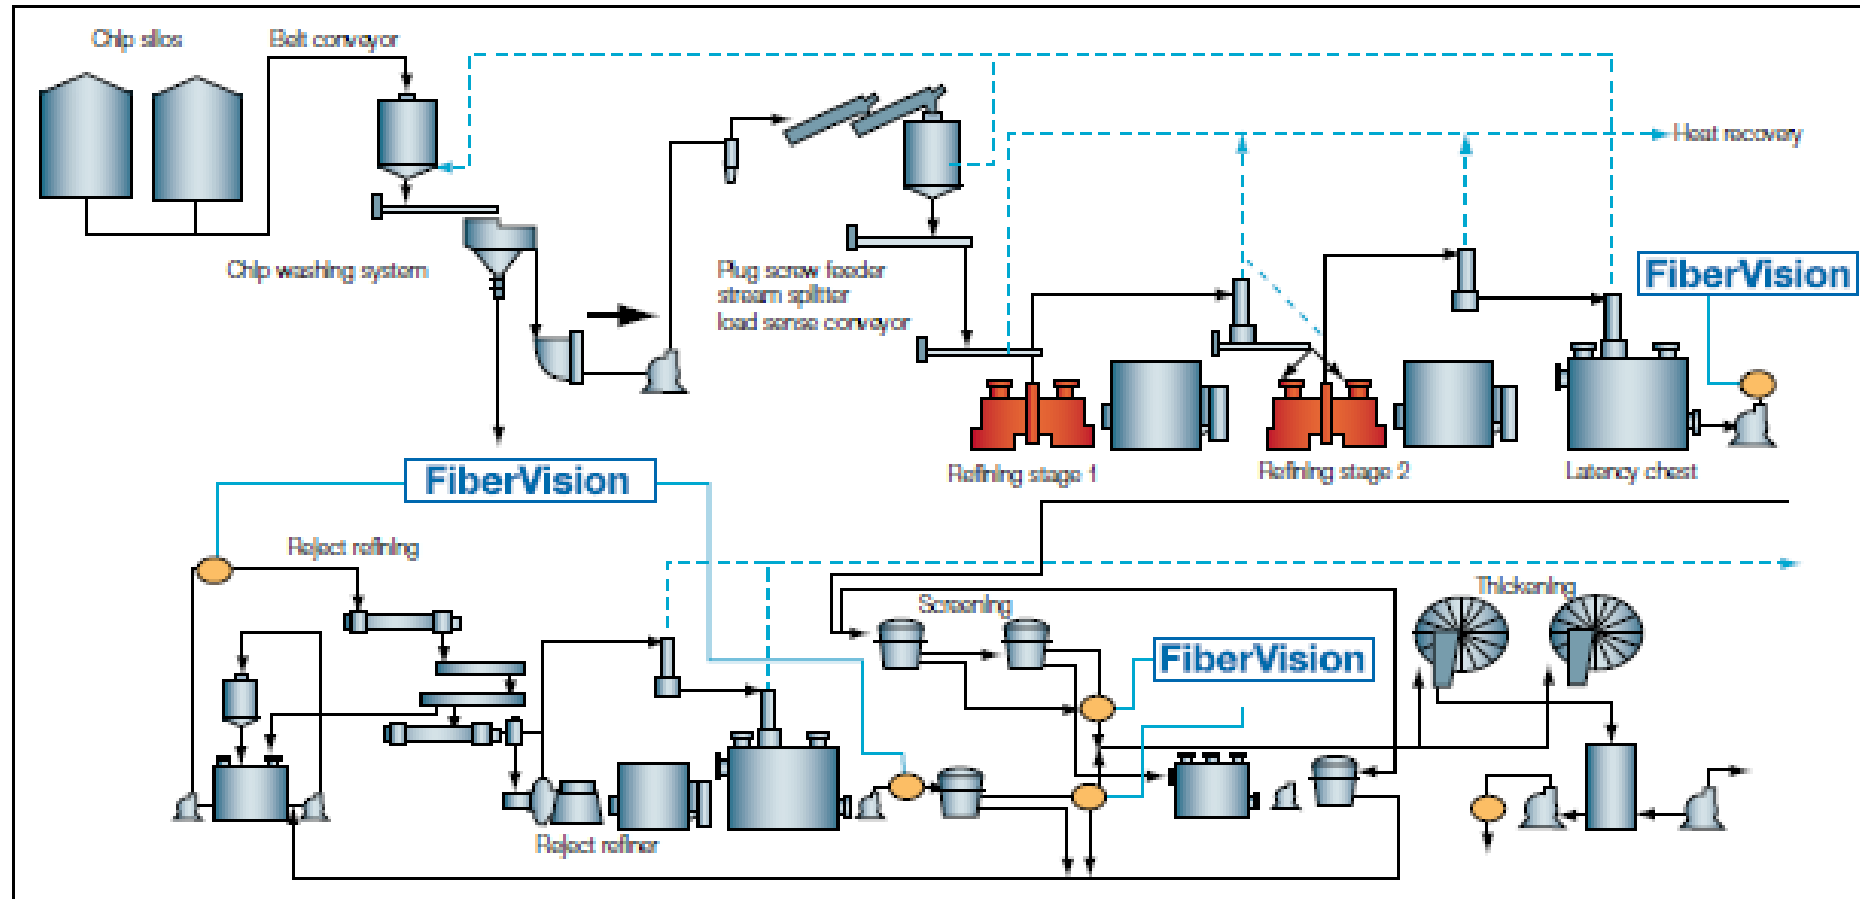 Chip silos
Belt conveyor
Heat recovery
Chip washing system
Plug screw feeder
stream splitter
load sense conveyor
FiberVision
Refining stage 1
Refining stage 2
Latency chest
FiberVision
Reject refining
Screening
Thickening
FiberVision
Reject refiner